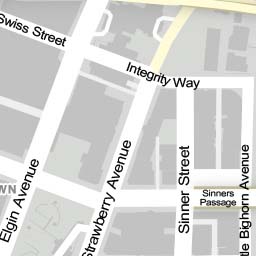 Swiss Street
Integrity Way
Elgin Avenue
Strawberry Avenue
Sinner Street
Sinners
Passage
Bighorn Avenue